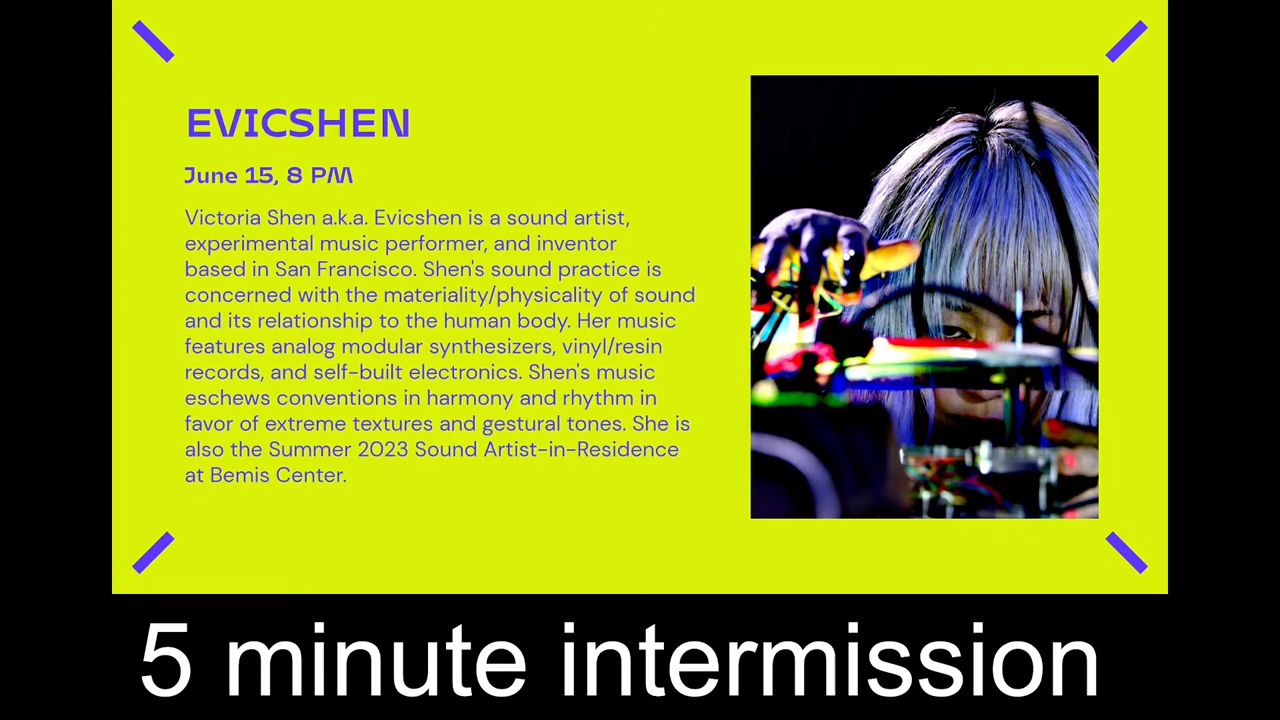 EVICSHEN
June 15, 8 PM
Victoria Shen a.k.a. Evicshen is a sound artist,
experimental music performer, and inventor
based in San Francisco. Shen's sound practice is
concerned with the materiality/physicality of sound
and its relationship to the human body. Her music
features analog modular synthesizers, vinyl/resin
records, and self-built electronics. Shen's music
eschews conventions in harmony and rhythm in
favor of extreme textures and gestural tones. She is
also the Summer 2023 Sound Artist-in-Residence
at Bemis Center.
5 minute intermission